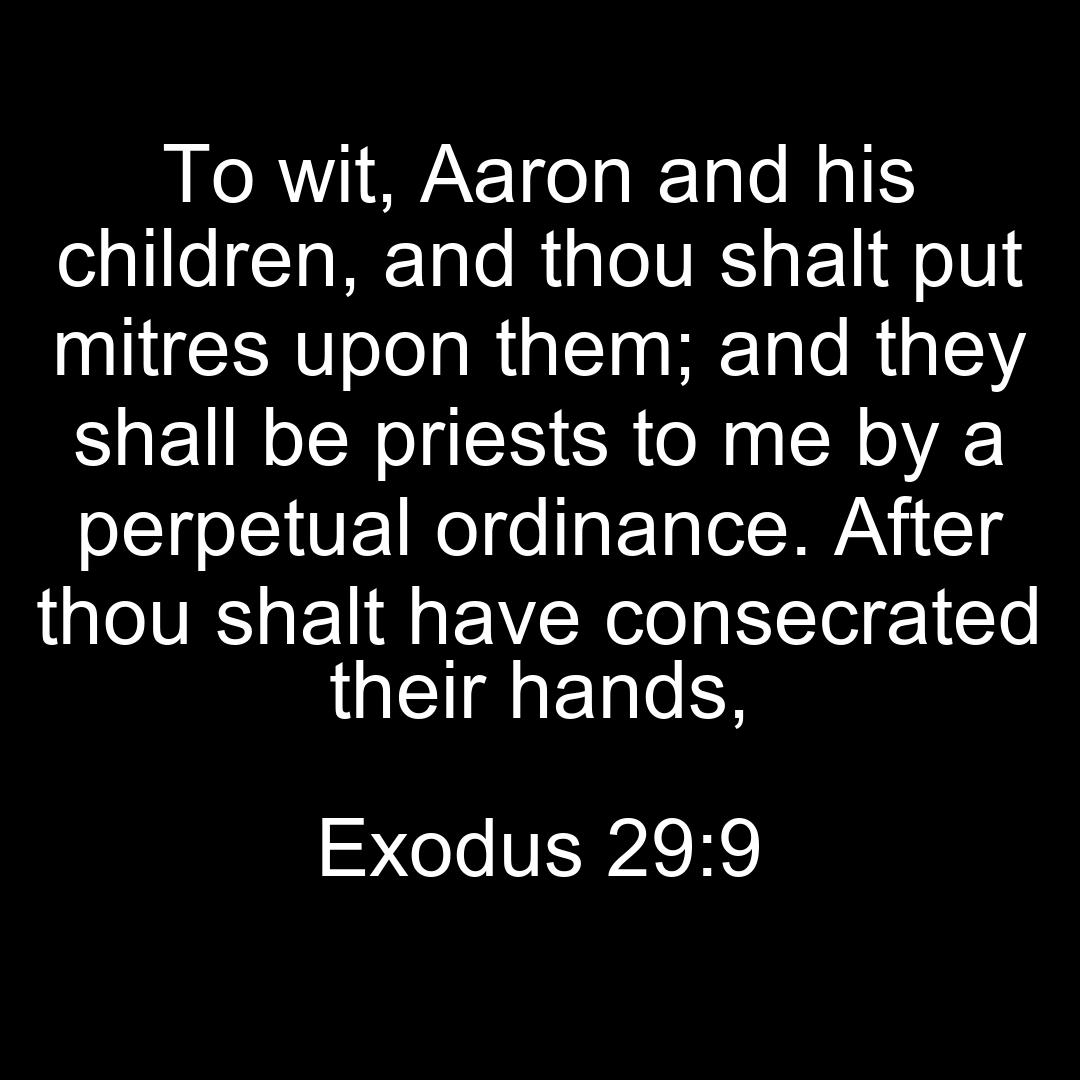 To wit, Aaron and his
children, and thou shalt put
mitres upon them; and they
shall be priests to me by a
perpetual ordinance. After
thou shalt have consecrated
their hands,
Exodus 29:9